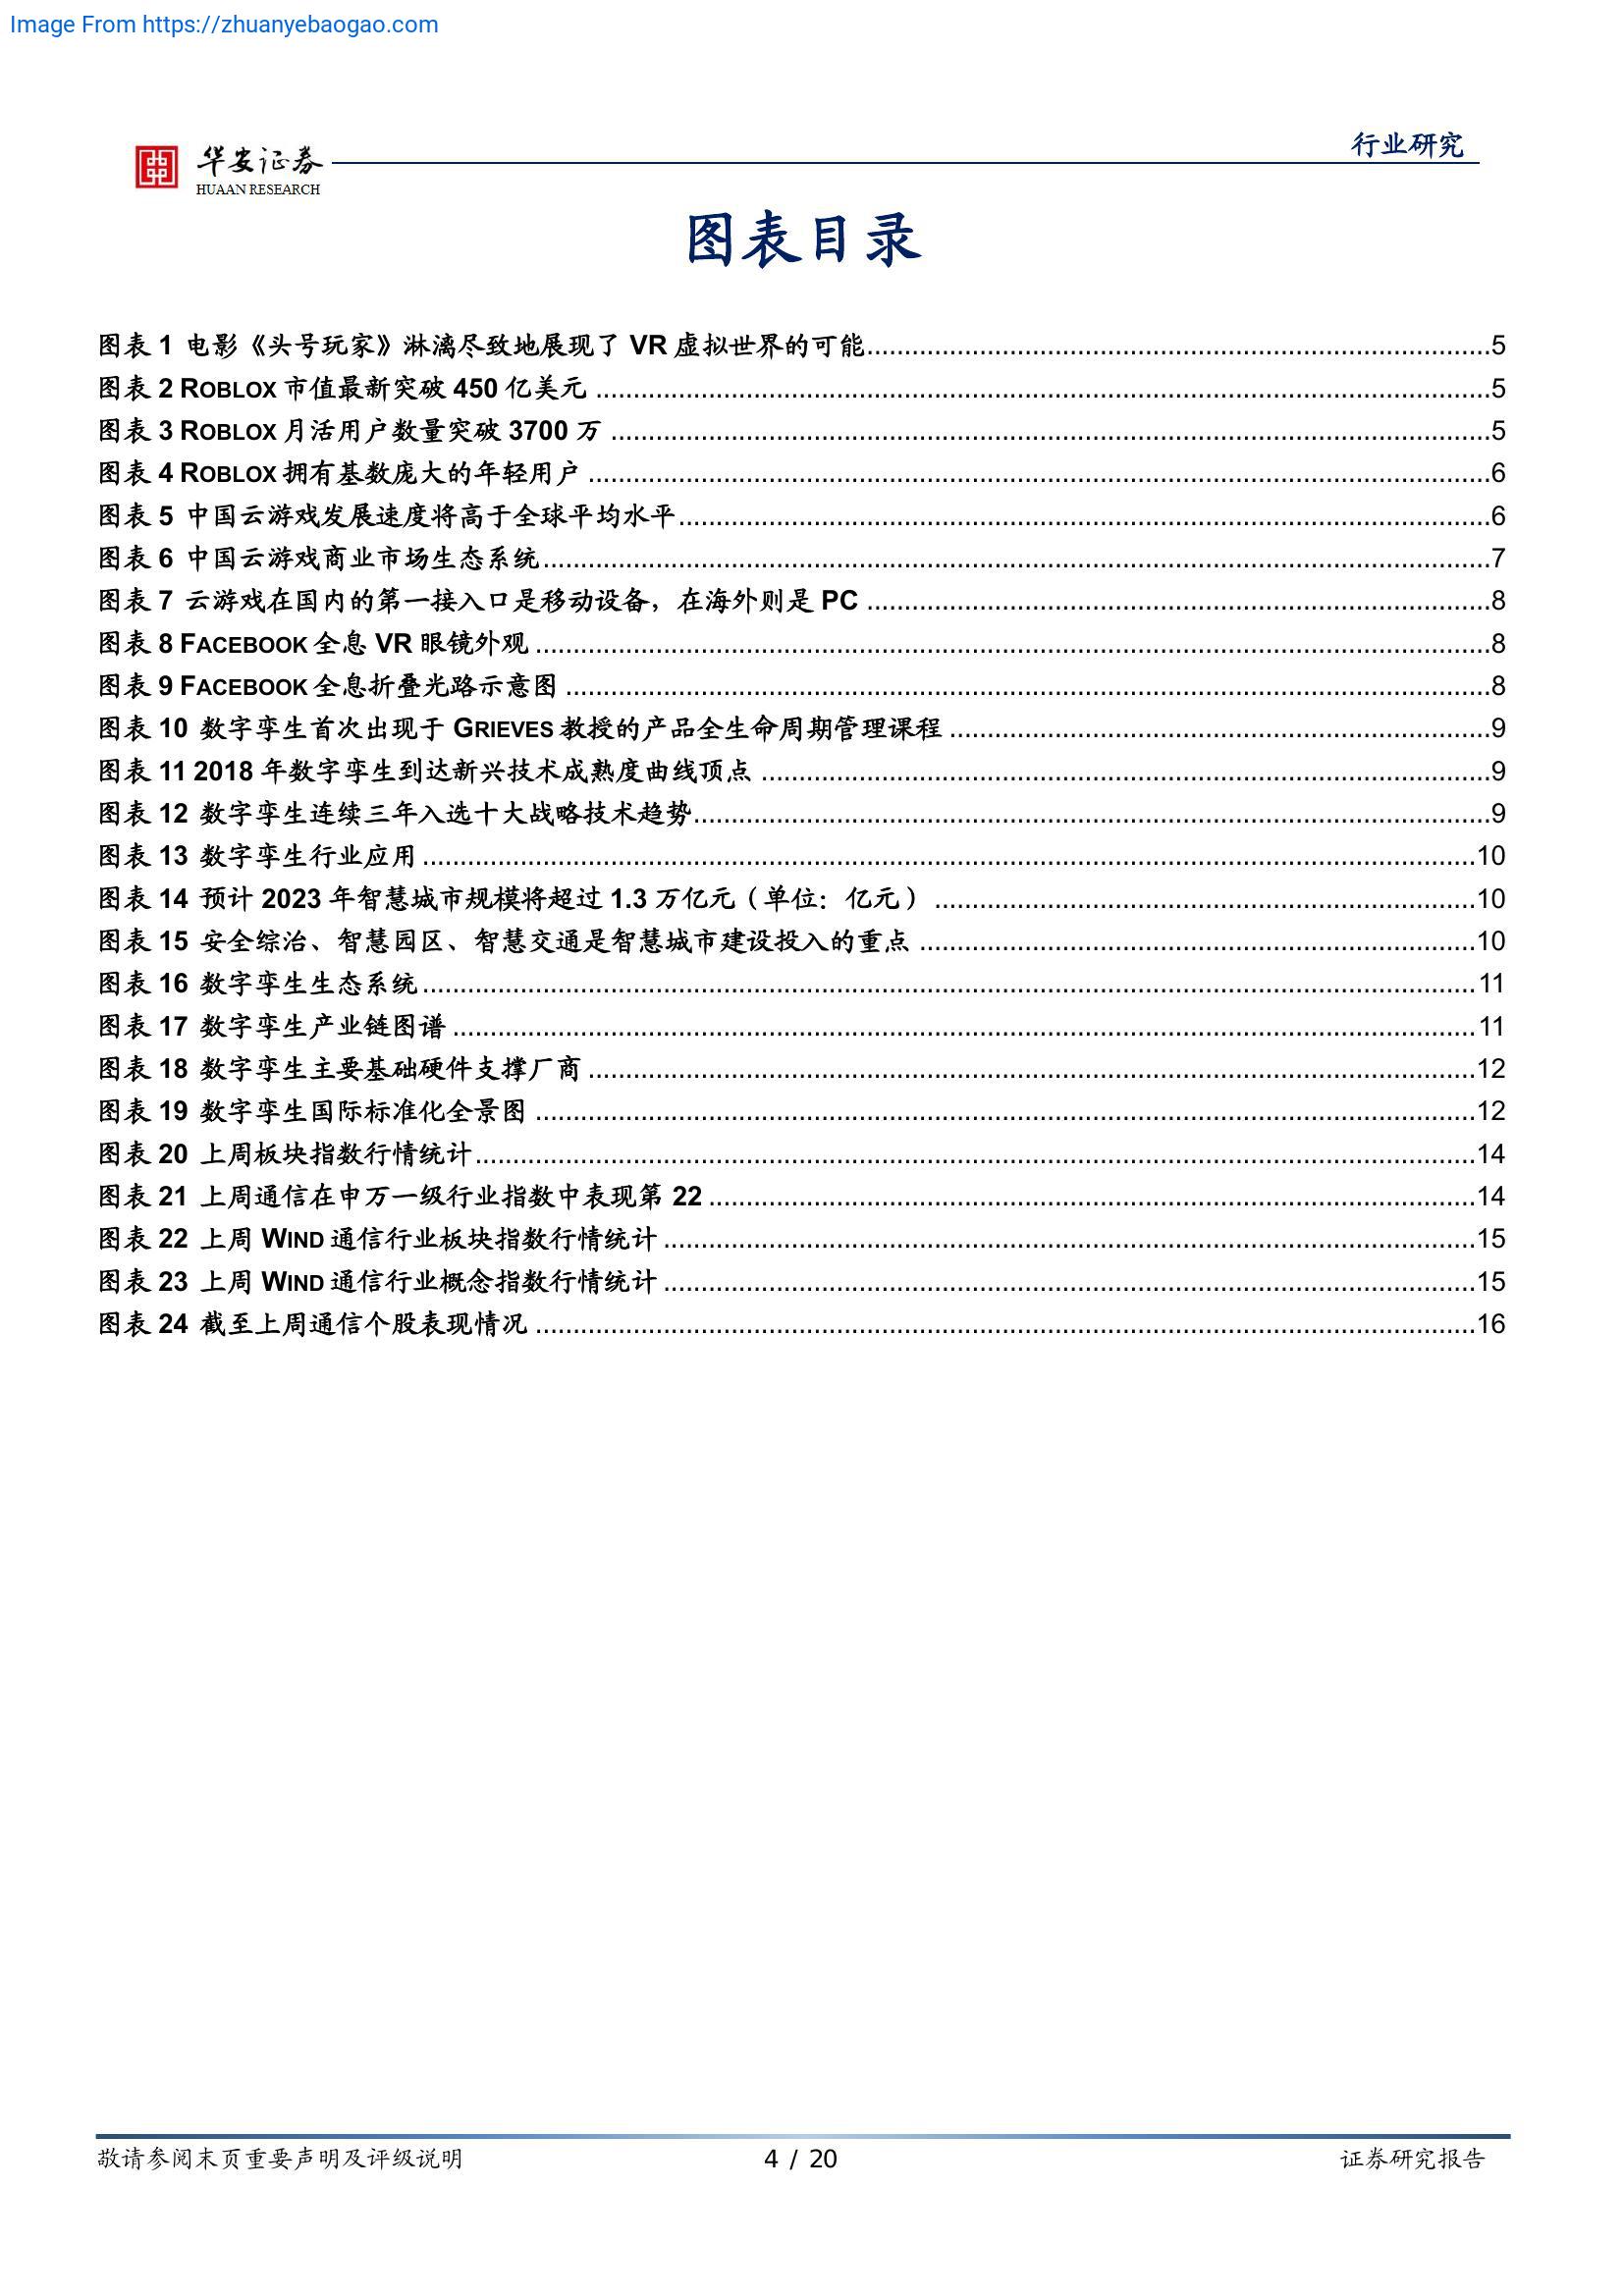 Image From https://zhuanyebaogao.com
华安证券
HUAAN RESEARCH
行业研究
图表目录
图表 1 电影《头号玩家》淋漓尽致地展现了 VR 虚拟世界的可能 5
图表 2 ROBLOX 市值最新突破 450 亿美元 5
图表 3 ROBLOX 月活用户数量突破 3700 万 5
图表 4 ROBLOX 拥有基数庞大的年轻用户 6
图表 5 中国云游戏发展速度将高于全球平均水平 6
图表 6 中国云游戏商业市场生态系统 7
图表 7 云游戏在国内的第一接入口是移动设备，在海外则是 PC 8
图表 8 FACEBOOK 全息 VR 眼镜外观 8
图表 9 FACEBOOK 全息折叠光路示意图 8
图表 10 数字孪生首次出现于 GRIEVES 教授的产品全生命周期管理课程 9
图表 11 2018 年数字孪生到达新兴技术成熟度曲线顶点 9
图表 12 数字孪生连续三年入选十大战略技术趋势 9
图表 13 数字孪生行业应用 10
图表 14 预计 2023 年智慧城市规模将超过 1.3 万亿元（单位：亿元） 10
图表 15 安全综治、智慧园区、智慧交通是智慧城市建设投入的重点 10
图表 16 数字孪生生态系统 11
图表 17 数字孪生产业链图谱 11
图表 18 数字孪生主要基础硬件支撑厂商 12
图表 19 数字孪生国际标准化全景图 12
图表 20 上周板块指数行情统计 14
图表 21 上周通信在申万一级行业指数中表现第 22 14
图表 22 上周 WIND 通信行业板块指数行情统计 15
图表 23 上周 WIND 通信行业概念指数行情统计 15
图表 24 截至上周通信个股表现情况 16
敬请参阅末页重要声明及评级说明 4 / 20 证券研究报告